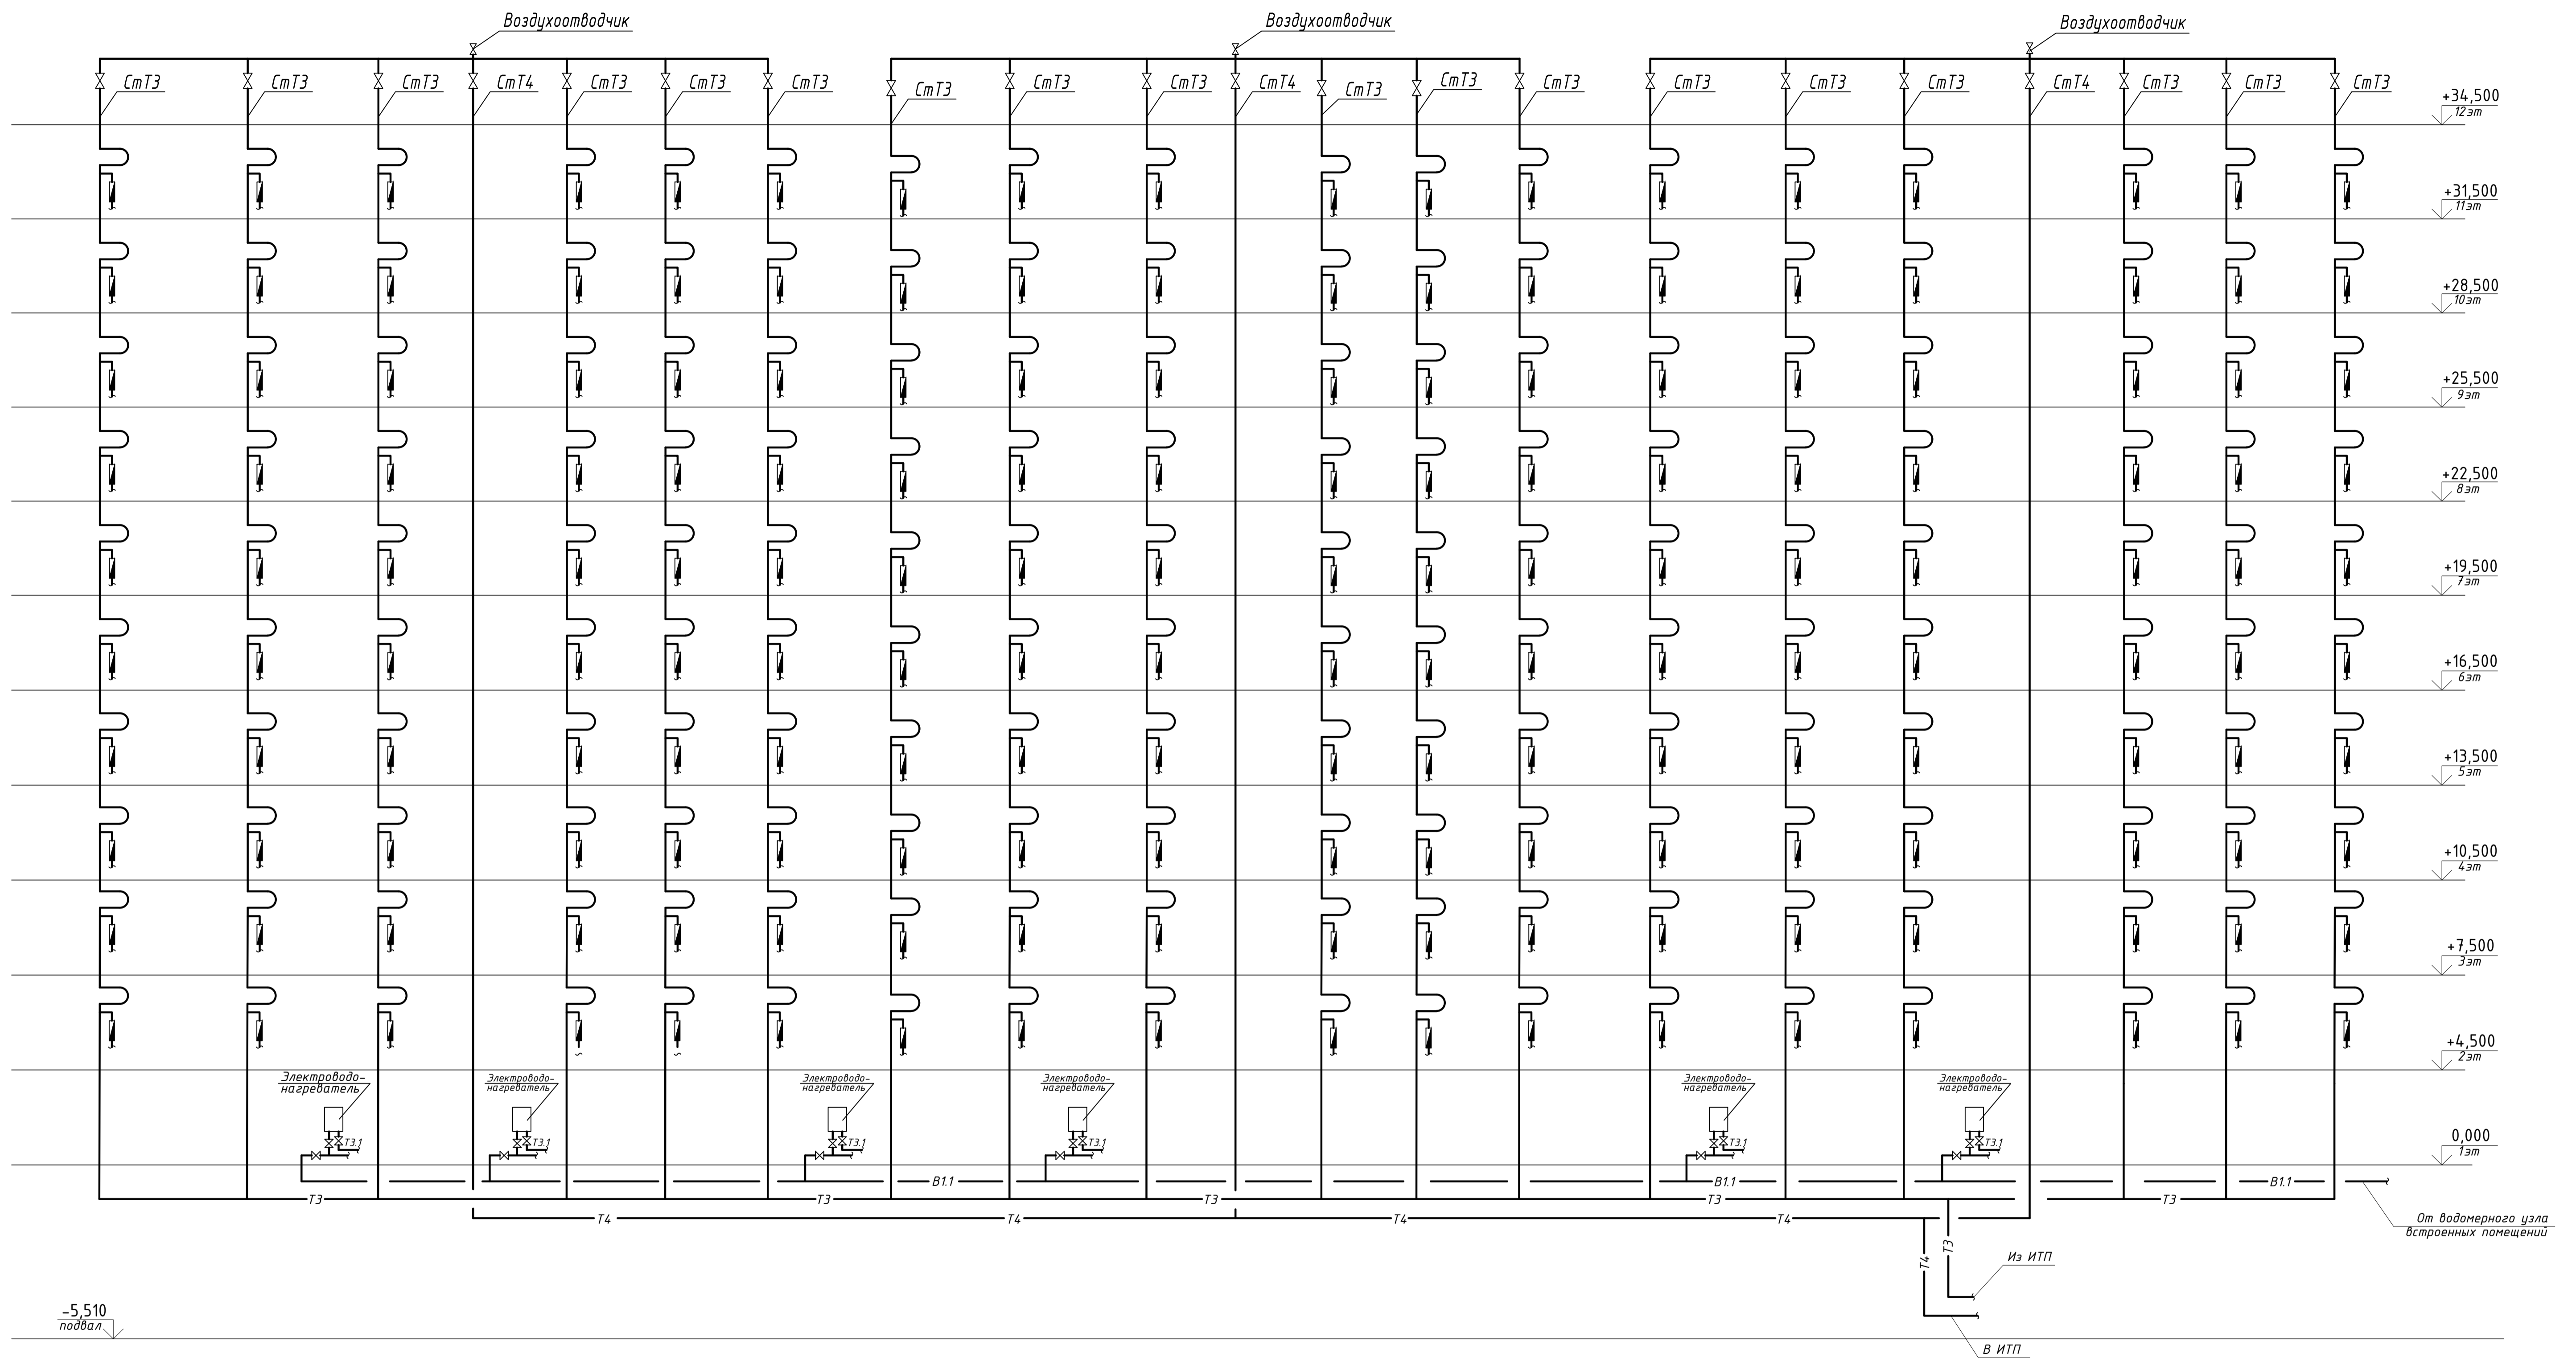 Воздухоотводчик
Воздухоотводчик
Воздухоотводчик
СтТ3
СтТ3
СтТ3
СтТ4
СтТ3
СтТ3
СтТ3
СтТ3
СтТ3
СтТ3
СтТ4
СтТ3
СтТ3
СтТ3
СтТ3
СтТ3
СтТ3
СтТ4
СтТ3
СтТ3
СтТ3
+34,500
12эт
+31,500
11эт
+28,500
10эт
+25,500
9эт
+22,500
8эт
+19,500
7эт
+16,500
6эт
+13,500
5эт
+10,500
4эт
+7,500
3эт
+4,500
2эт
Электроводо-
нагреватель
Электроводо-
нагреватель
Электроводо-
нагреватель
Электроводо-
нагреватель
Электроводо-
нагреватель
Электроводо-
нагреватель
Т3.1
Т3.1
Т3.1
Т3.1
Т3.1
Т3.1
0,000
1эт
В1.1
В1.1
В1.1
Т3
Т3
Т3
Т3
Т3
Т4
Т4
Т4
Т4
От водомерного узла
встроенных помещений
Т4
Т3
Из ИТП
В ИТП
-5,510
подвал